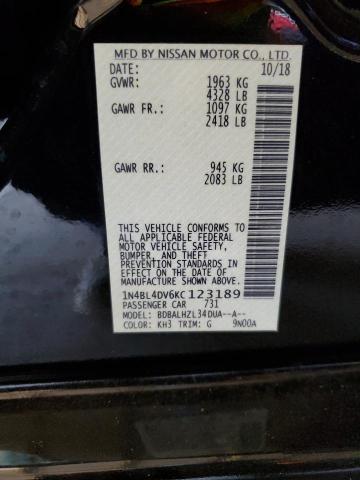 MFD BY NISSAN MOTOR CO., LTD.
DATE: 10/18
GVWR: 1963 KG
4328 LB
GAWR FR.: 1097 KG
2418 LB
GAWR RR.: 945 KG
2083 LB
THIS VEHICLE CONFORMS TO
ALL APPLICABLE FEDERAL
MOTOR VEHICLE SAFETY,
BUMPER, AND THEFT
PREVENTION STANDARDS IN
EFFECT ON THE DATE OF
MANUFACTURE SHOWN ABOVE.
1N4BL4DV6KC123189
PASSENGER CAR 731
MODEL: BDBALHZL34DUA--A--
COLOR: KH3 TRIM: G 9N00A